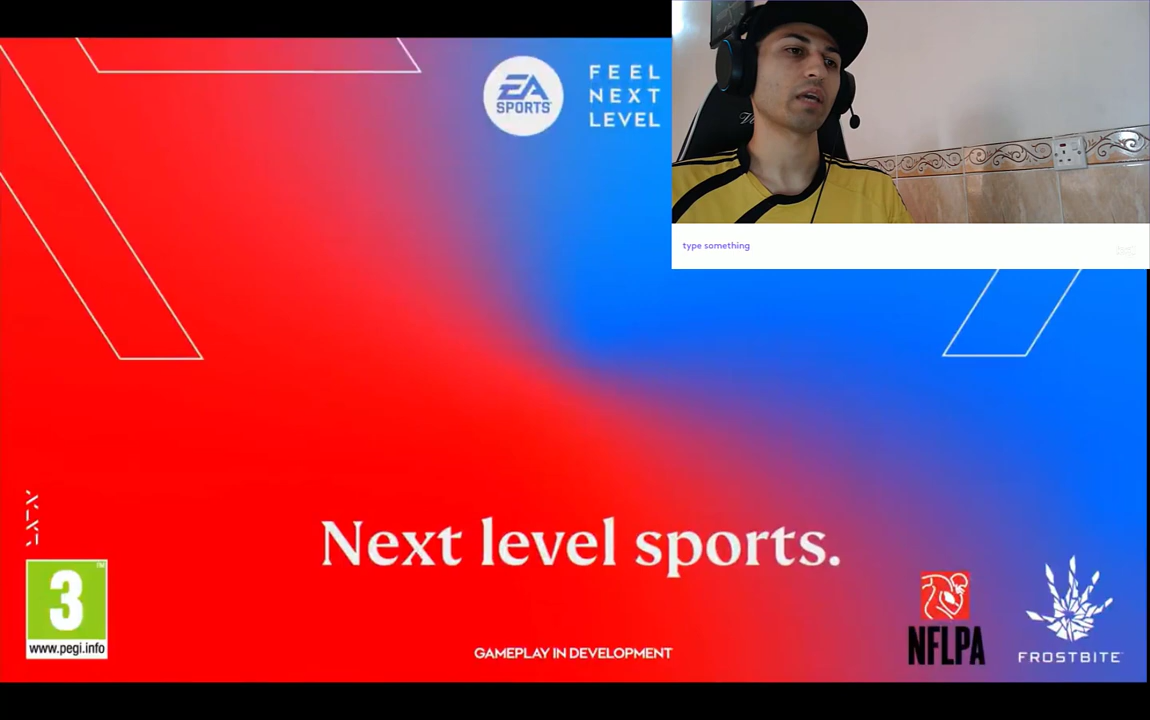 EA
SPORTS
FEEL
NEXT
LEVEL
type something
Next level sports.
3
www.pegi.info
GAMEPLAY IN DEVELOPMENT
NFLPA
FROSTBITE